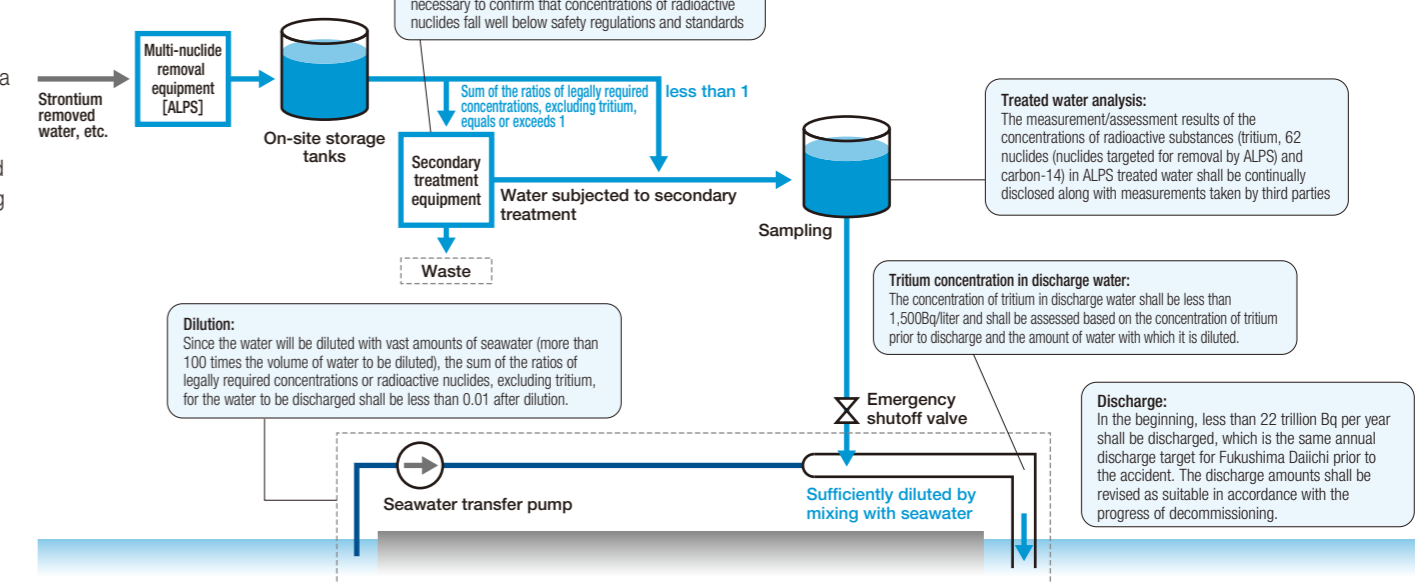 necessary to confirm that concentrations of radioactive
nuclides fall well below safety regulations and standards
a
d
g
Strontium
removed
water, etc.
Multi-nuclide
removal
equipment
[ALPS]
On-site storage
tanks
Sum of the ratios of legally required
concentrations, excluding tritium,
equals or exceeds 1
less than 1
Secondary
treatment
equipment
Water subjected to secondary
treatment
Waste
Sampling
Treated water analysis:
The measurement/assessment results of the
concentrations of radioactive substances (tritium, 62
nuclides (nuclides targeted for removal by ALPS) and
carbon-14) in ALPS treated water shall be continually
disclosed along with measurements taken by third parties
Tritium concentration in discharge water:
The concentration of tritium in discharge water shall be less than
1,500Bq/liter and shall be assessed based on the concentration of tritium
prior to discharge and the amount of water with which it is diluted.
Dilution:
Since the water will be diluted with vast amounts of seawater (more than
100 times the volume of water to be diluted), the sum of the ratios of
legally required concentrations or radioactive nuclides, excluding tritium,
for the water to be discharged shall be less than 0.01 after dilution.
Emergency
shutoff valve
Discharge:
In the beginning, less than 22 trillion Bq per year
shall be discharged, which is the same annual
discharge target for Fukushima Daiichi prior to
the accident. The discharge amounts shall be
revised as suitable in accordance with the
progress of decommissioning.
Seawater transfer pump
Sufficiently diluted by
mixing with seawater